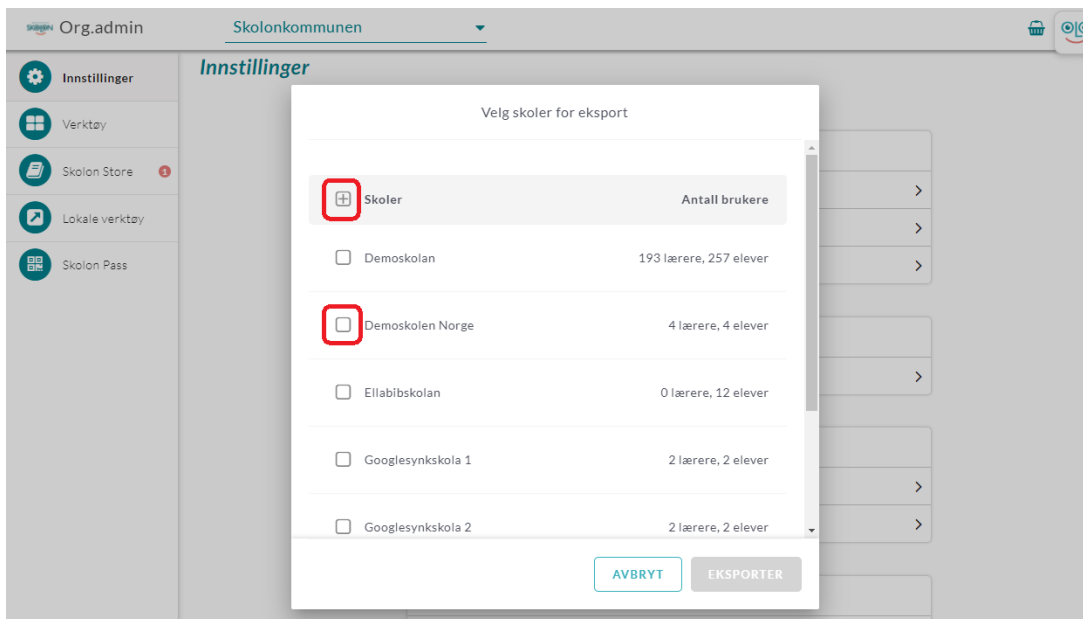 SKOLON Org.admin
Skolonkommunen
Innstillinger
Innstillinger
Verktøy
Skolon Store 1
Lokale verktøy
Skolon Pass
Velg skoler for eksport
Skoler Antall brukere
Demoskolan 193 lærere, 257 elever
Demoskolen Norge 4 lærere, 4 elever
Ellabibskolan 0 lærere, 12 elever
Googlesynkskola 1 2 lærere, 2 elever
Googlesynkskola 2 2 lærere, 2 elever
AVBRYT EKSPORTER